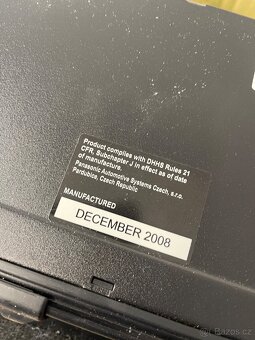 Product complies with DHHS Rules 21
CFR, Subchapter J in effect as of date
of manufacture.
Panasonic Automotive Systems Czech, s.r.o.
Pardubice, Czech Republic
MANUFACTURED
DECEMBER 2008
Bazos.cz